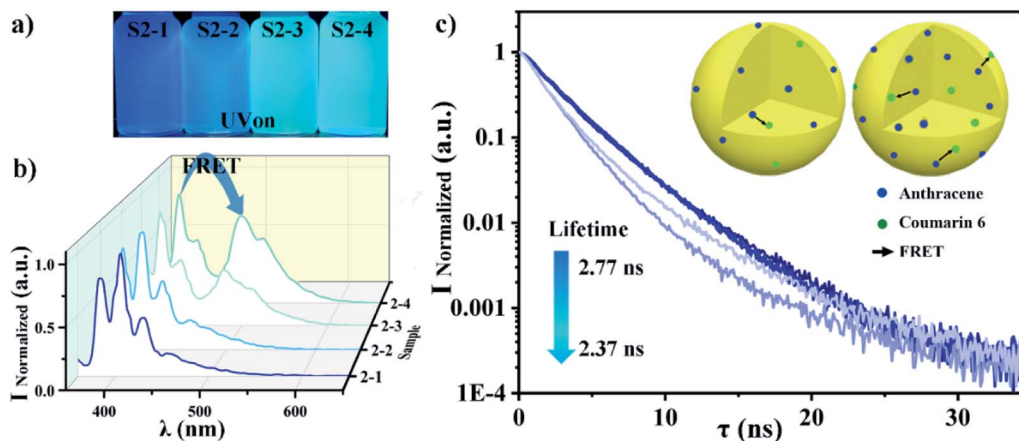 a)
S2-1 S2-2 S2-3 S2-4
UVon
b)
FRET
I Normalized (a.u.)
1.0
0.5
0.0
400 500 600
λ (nm)
2-4
2-3
2-2
2-1
Sample
c)
I Normalized (a.u.)
1
0.1
0.01
0.001
1E-4
0 10 20 30
τ (ns)
Lifetime
2.77 ns
2.37 ns
Anthracene
Coumarin 6
FRET